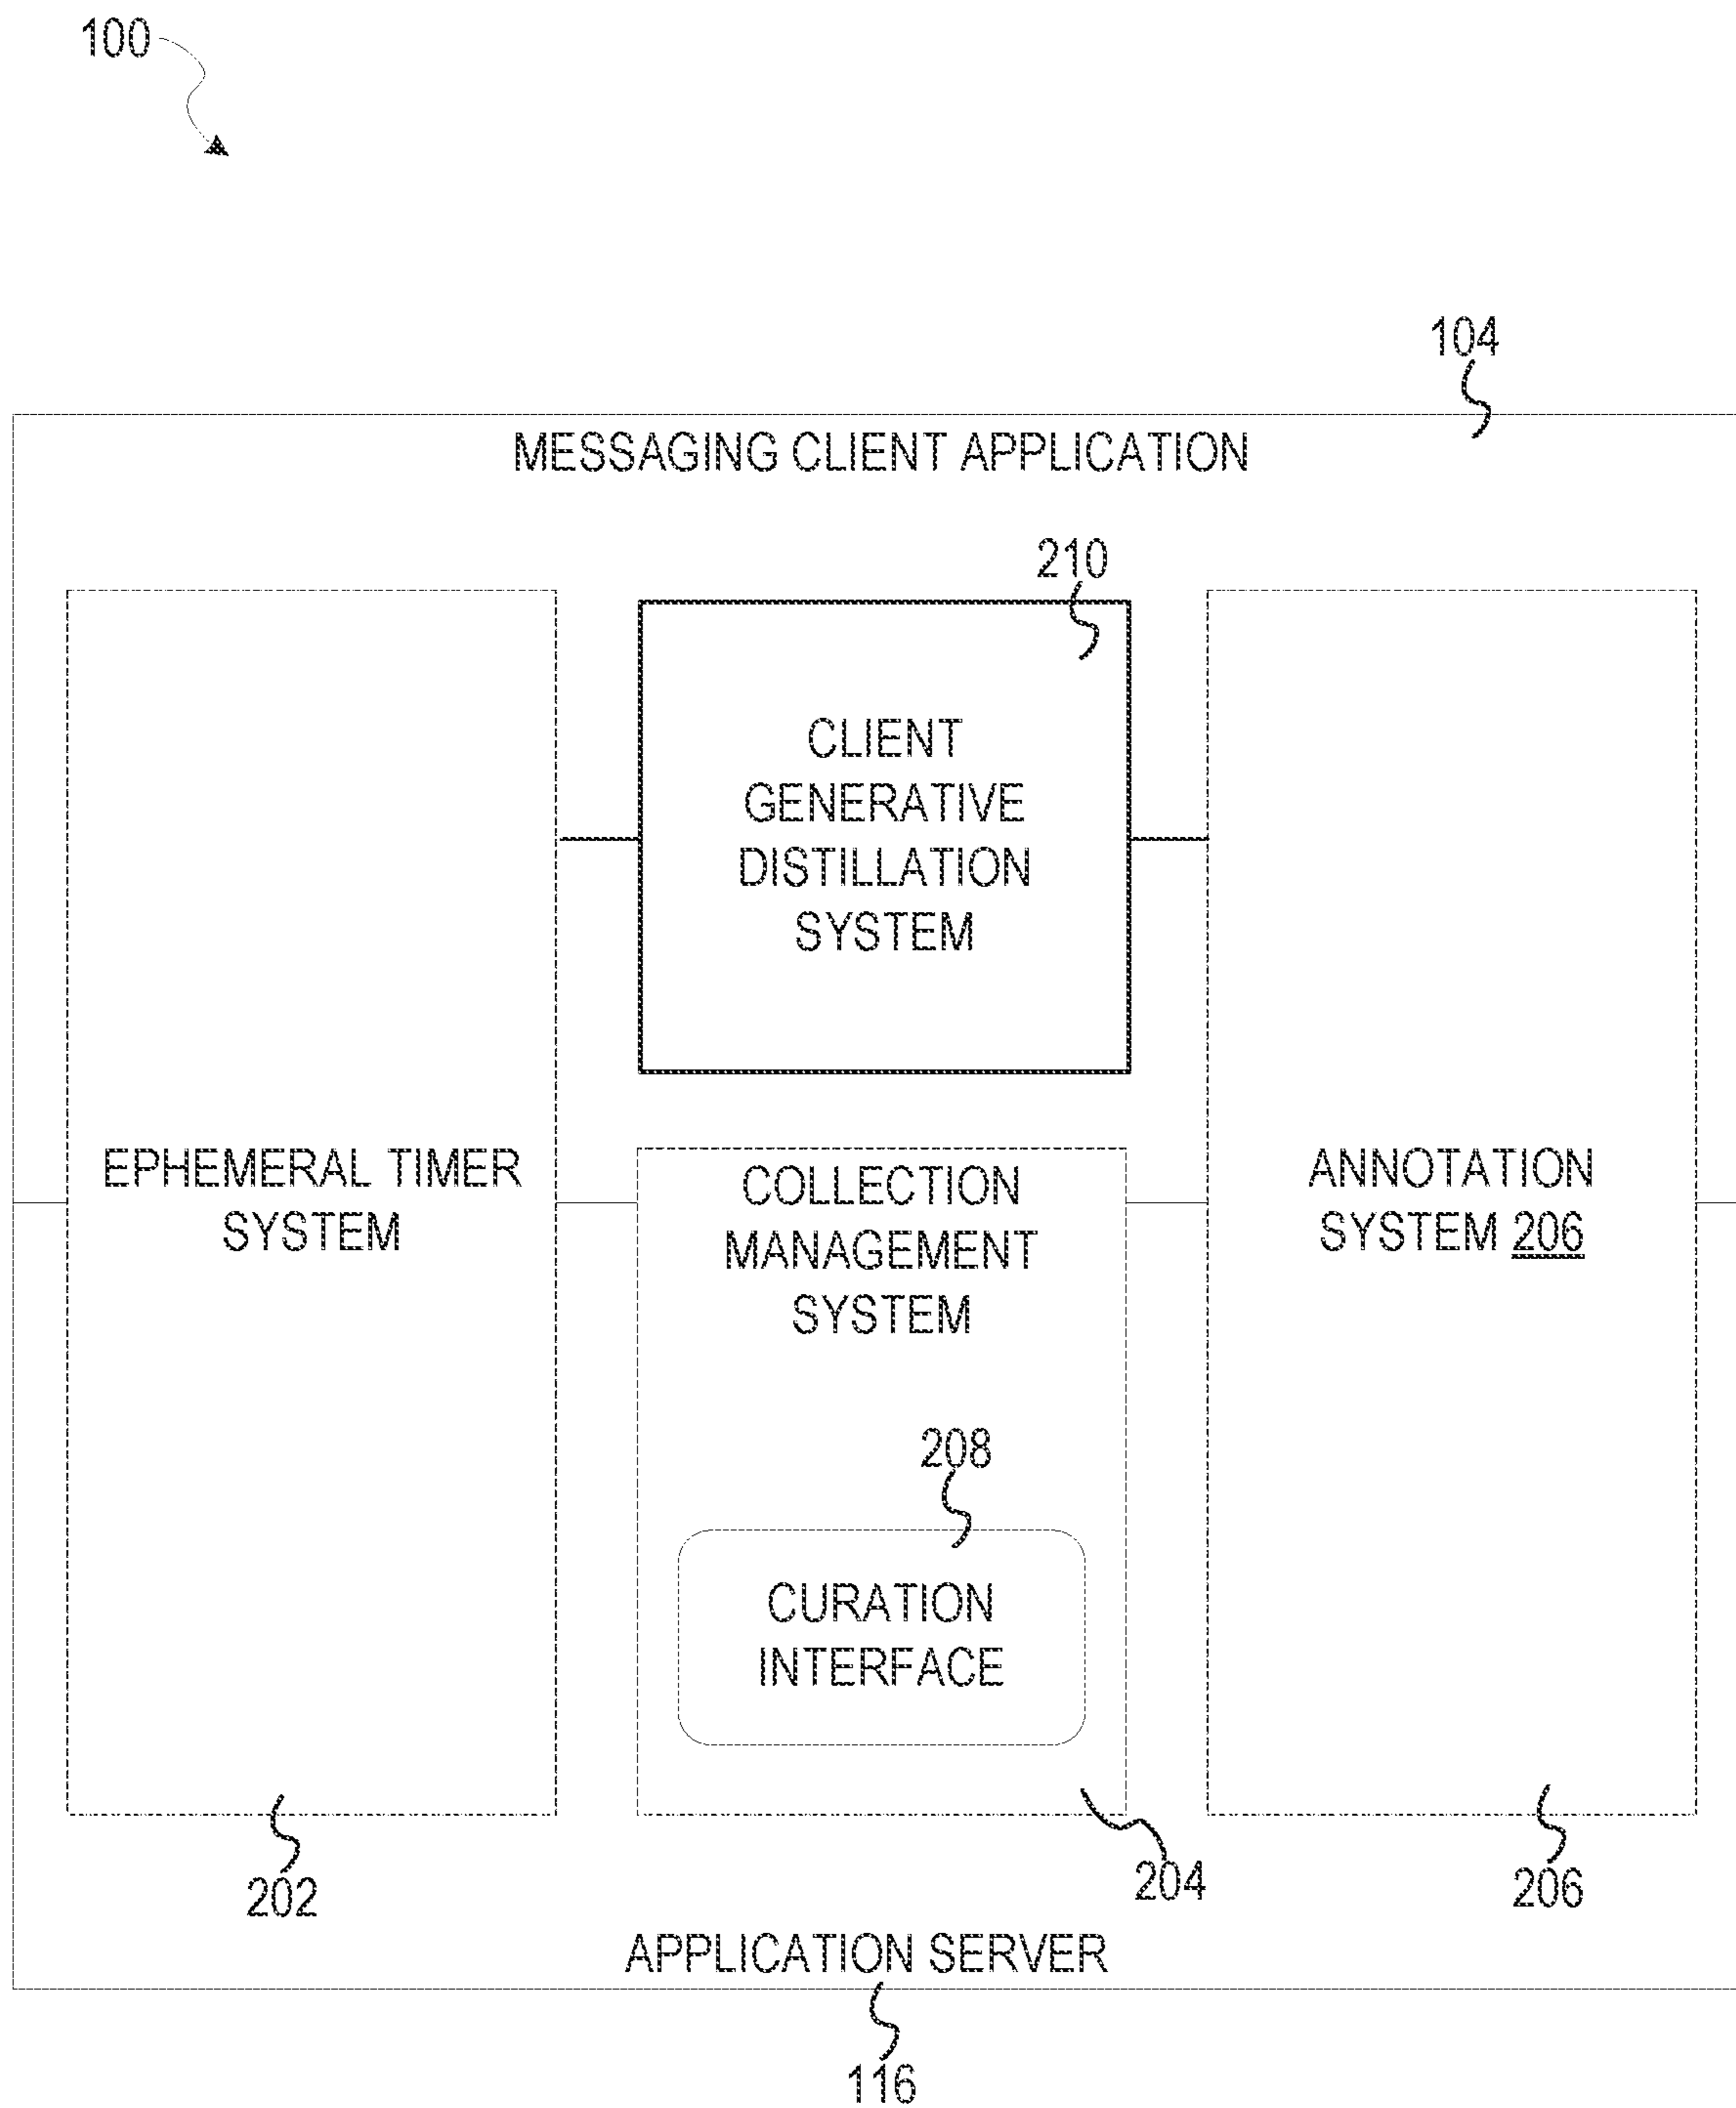 100
104
MESSAGING CLIENT APPLICATION
210
CLIENT
GENERATIVE
DISTILLATION
SYSTEM
EPHEMERAL TIMER
SYSTEM
COLLECTION
MANAGEMENT
SYSTEM
ANNOTATION
SYSTEM 206
208
CURATION
INTERFACE
202
204
206
APPLICATION SERVER
116